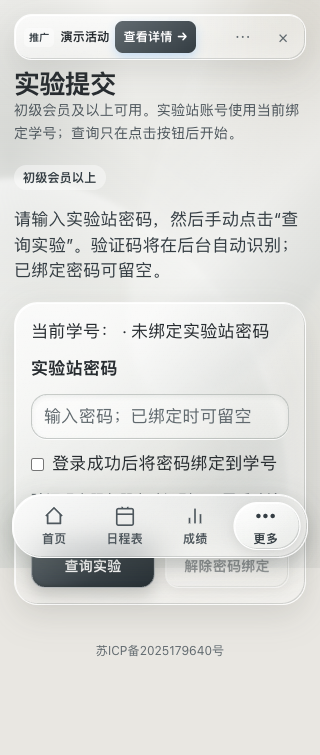 推广 演示活动 查看详情 → ··· ×
实验提交
初级会员及以上可用。实验站账号使用当前绑
定学号；查询只在点击按钮后开始。
初级会员以上
请输入实验站密码，然后手动点击“查
询实验”。验证码将在后台自动识别；
已绑定密码可留空。
当前学号： · 未绑定实验站密码
实验站密码
输入密码；已绑定时可留空
登录成功后将密码绑定到学号
首页 日程表 成绩 更多
查询实验 解除密码绑定
苏ICP备2025179640号